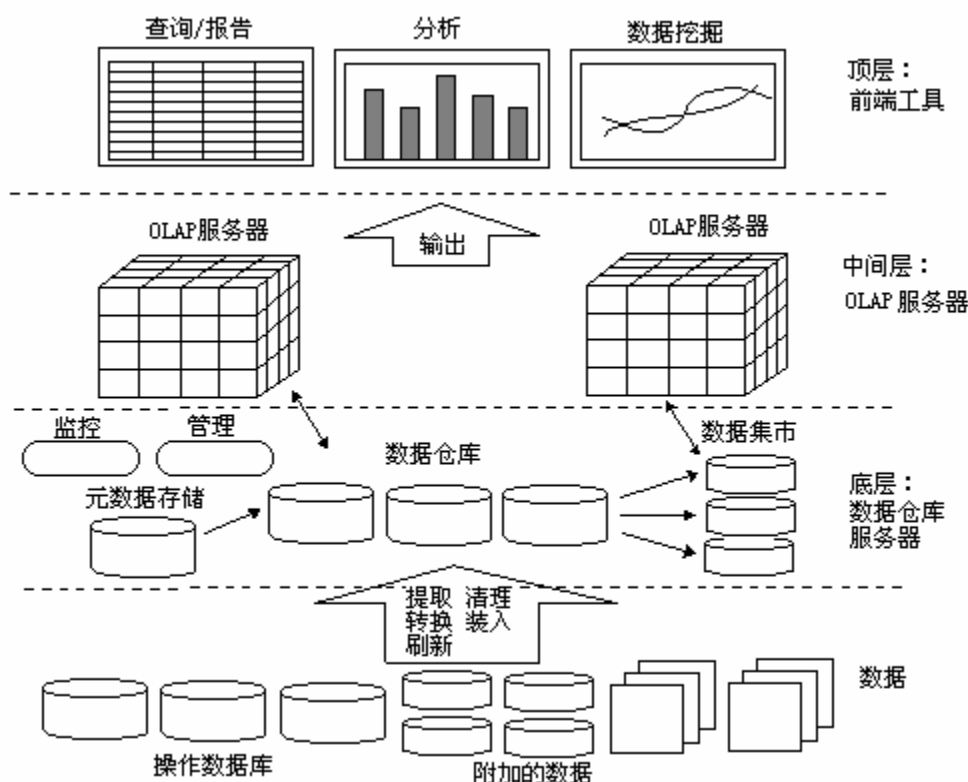 查询/报告
分析
数据挖掘
顶层：
前端工具
OLAP服务器
输出
OLAP服务器
中间层：
OLAP 服务器
监控
管理
数据仓库
数据集市
元数据存储
底层：
数据仓库
服务器
提取 清理
转换 装入
刷新
数据
操作数据库
附加的数据